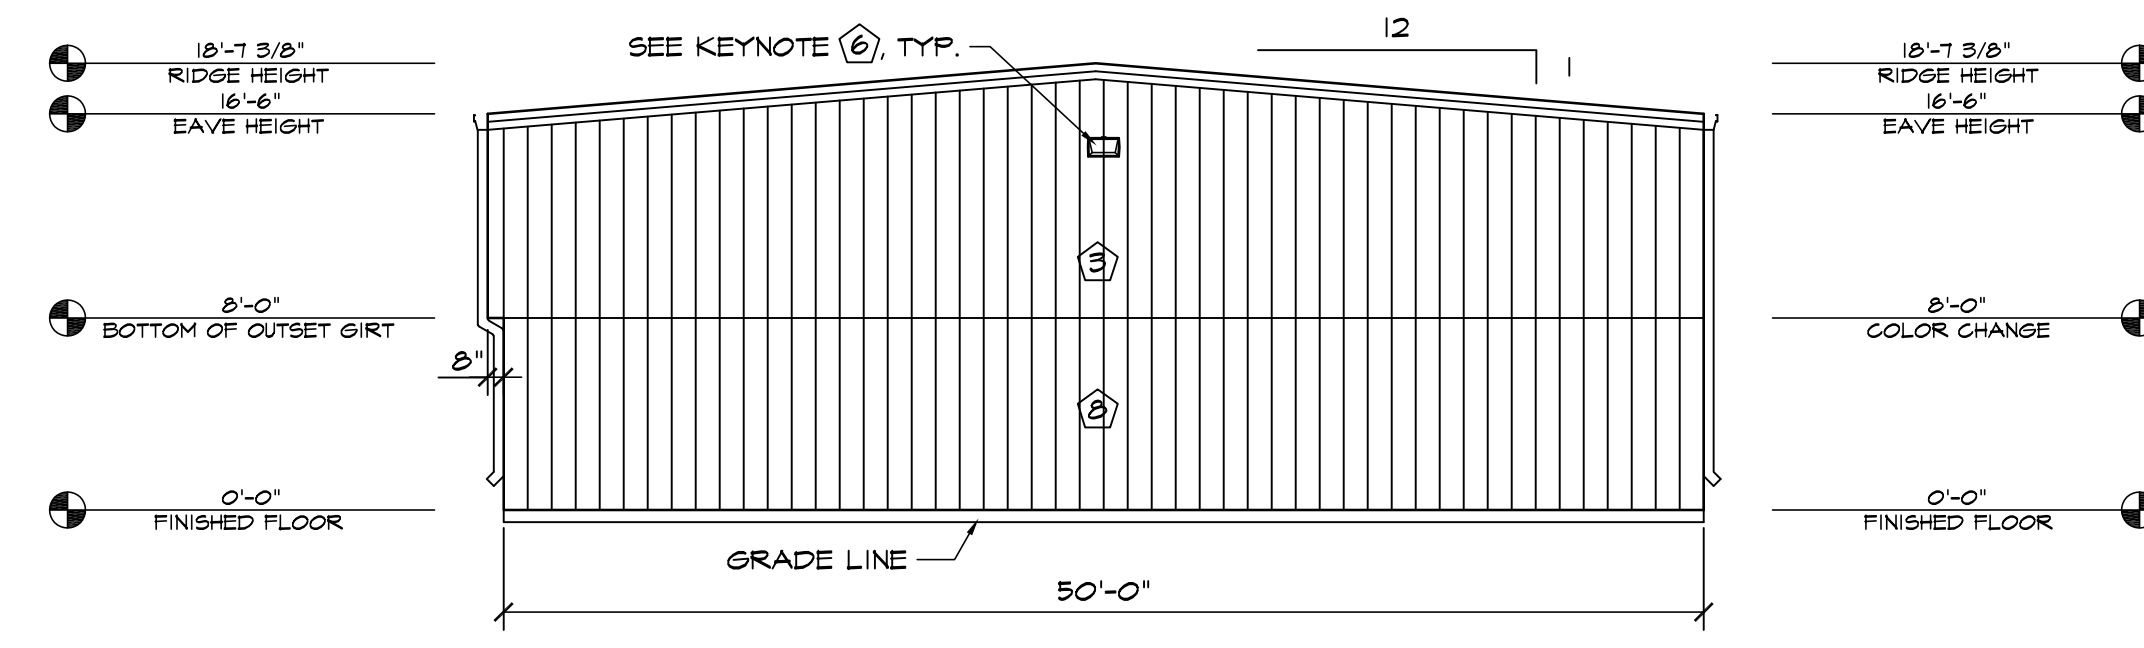 SEE KEYNOTE 6, TYP.
12
1
18'-7 3/8"
RIDGE HEIGHT
16'-6"
EAVE HEIGHT
18'-7 3/8"
RIDGE HEIGHT
16'-6"
EAVE HEIGHT
3
8'-0"
BOTTOM OF OUTSET GIRT
8'-0"
COLOR CHANGE
8"
8
0'-0"
FINISHED FLOOR
0'-0"
FINISHED FLOOR
GRADE LINE
50'-0"